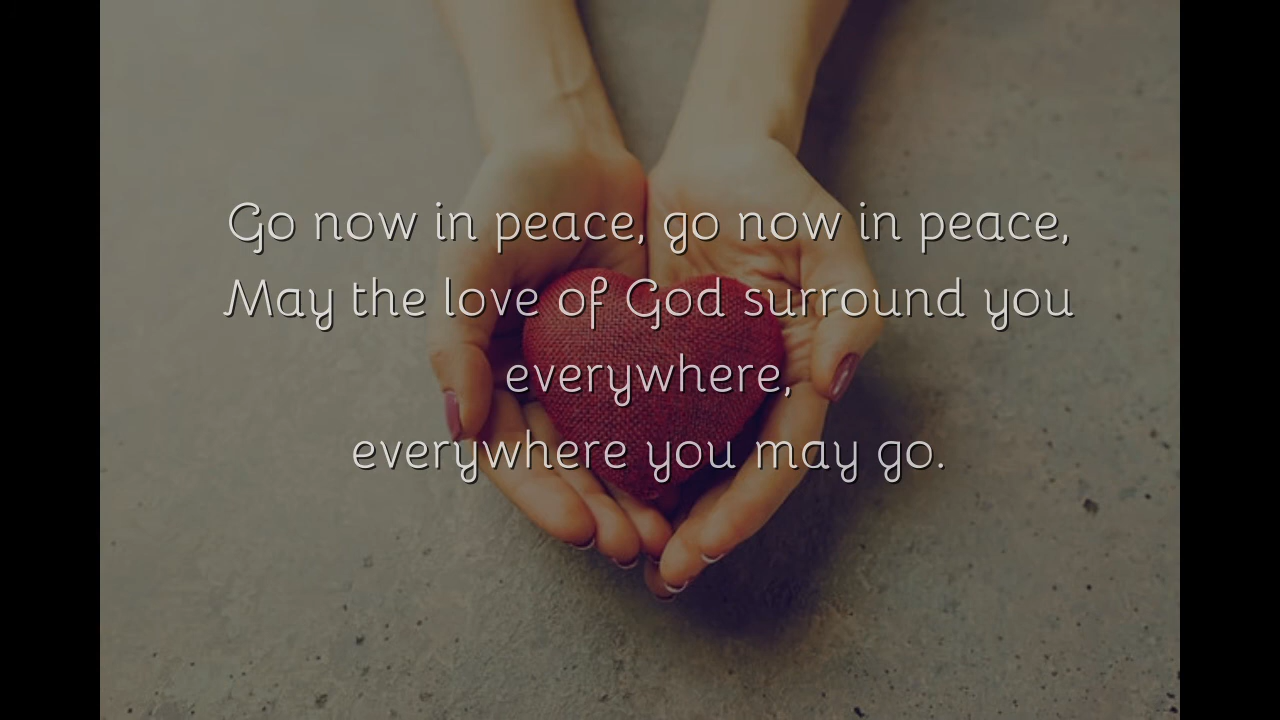 Go now in peace, go now in peace,
May the love of God surround you
everywhere,
everywhere you may go.